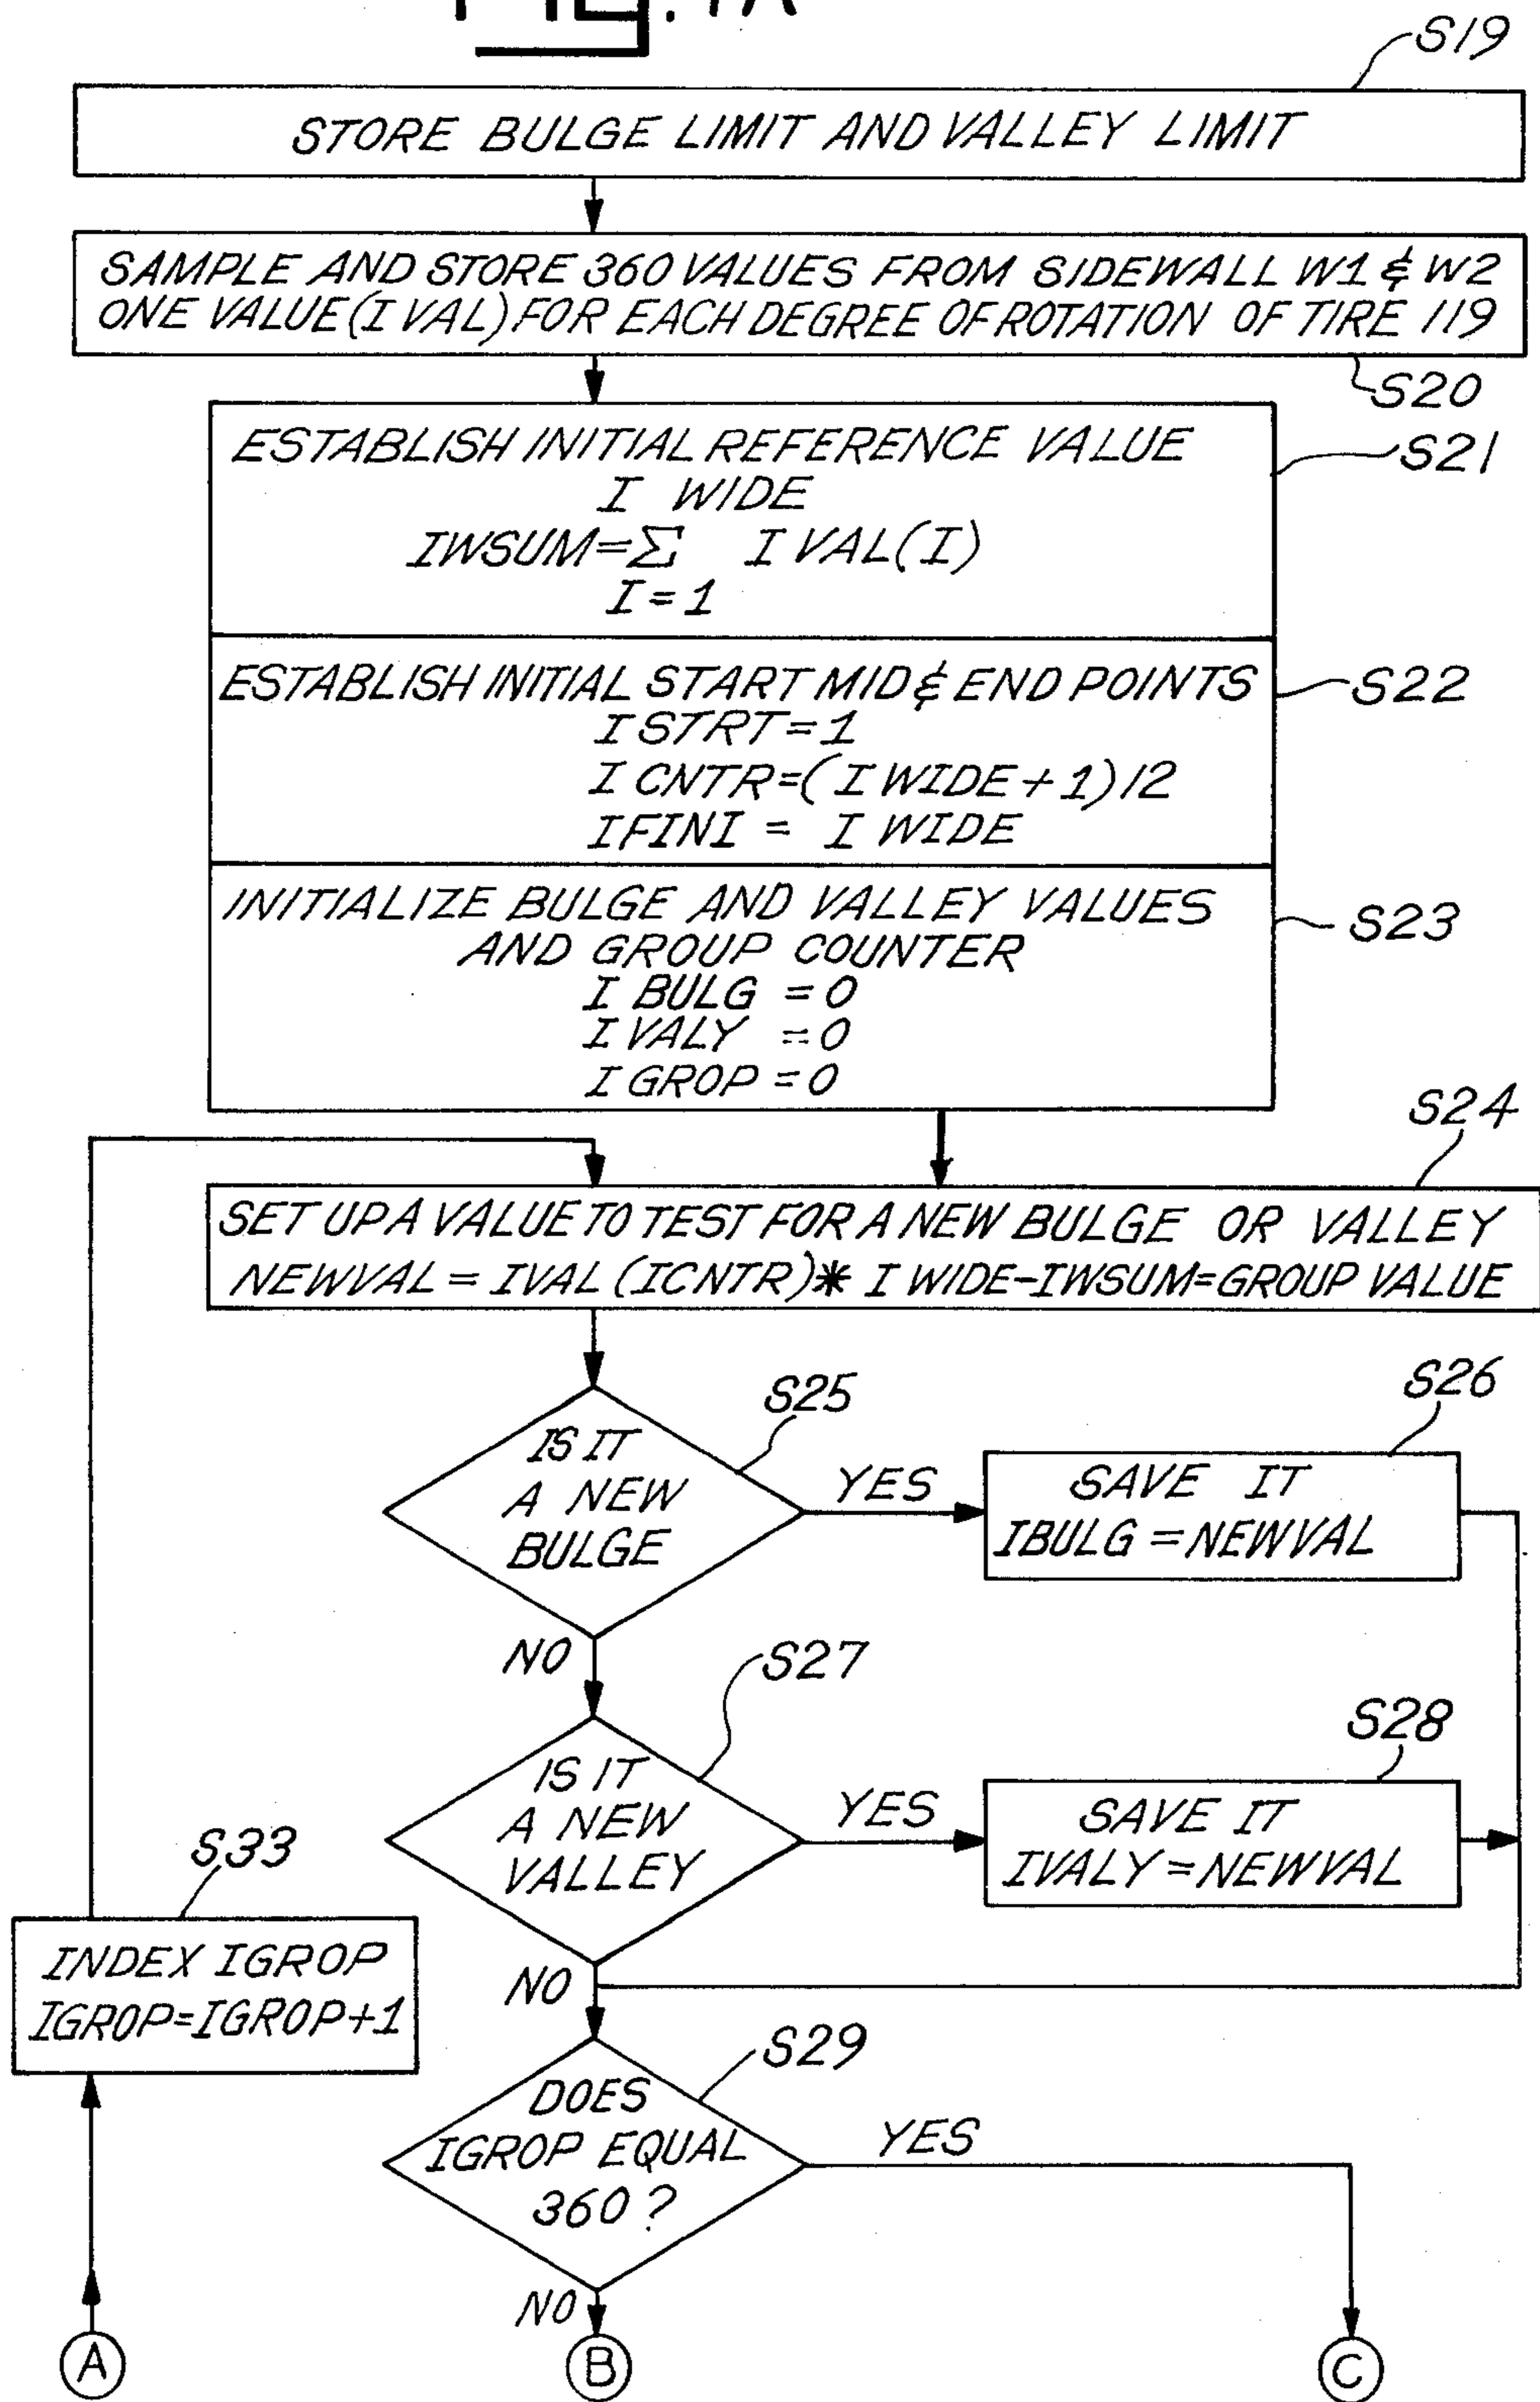 S19
STORE BULGE LIMIT AND VALLEY LIMIT
SAMPLE AND STORE 360 VALUES FROM SIDEWALL W1 & W2
ONE VALUE (I VAL) FOR EACH DEGREE OF ROTATION OF TIRE 119
S20
ESTABLISH INITIAL REFERENCE VALUE
S21
I WIDE
IWSUM=Σ I VAL(I)
I=1
ESTABLISH INITIAL START MID & END POINTS
S22
I STRT=1
I CNTR=(I WIDE+1)/2
IFINI = I WIDE
INITIALIZE BULGE AND VALLEY VALUES
S23
AND GROUP COUNTER
I BULG =0
I VALY =0
I GROP =0
S24
SET UP A VALUE TO TEST FOR A NEW BULGE OR VALLEY
NEWVAL = IVAL (ICNTR)* I WIDE-IWSUM=GROUP VALUE
S25
S26
IS IT
A NEW
BULGE
YES
SAVE IT
IBULG =NEWVAL
NO
S27
S28
IS IT
A NEW
VALLEY
YES
SAVE IT
IVALY=NEWVAL
S33
INDEX IGROP
IGROP=IGROP+1
NO
S29
DOES
IGROP EQUAL
360?
YES
NO
A
B
C